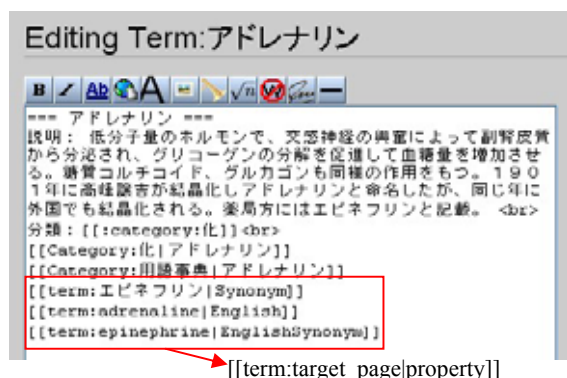 Editing Term:アドレナリン
=== アドレナリン ===
説明： 低分子量のホルモンで、交感神経の興奮によって副腎皮質
から分泌され、グリコーゲンの分解を促進して血糖量を増加させ
る。糖質コルチコイド、グルカゴンも同様の作用をもつ。１９０
１年に高峰譲吉が結晶化しアドレナリンと命名したが、同じ年に
外国でも結晶化される。薬局方にはエピネフリンと記載。 <br>
分類：[[:category:化]]<br>
[[Category:化|アドレナリン]]
[[Category:用語事典|アドレナリン]]
[[term:エピネフリン|Synonym]]
[[term:adrenaline|English]]
[[term:epinephrine|EnglishSynonym]]
[[term:target_page|property]]